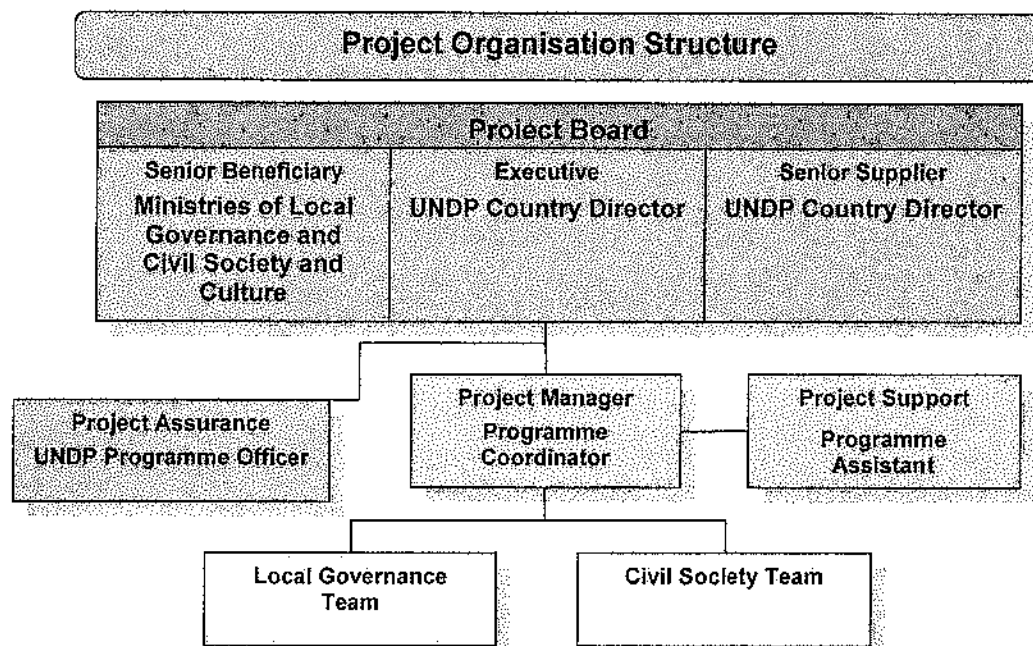 Project Organisation Structure
Project Board
Senior Beneficiary
Ministries of Local
Governance and
Civil Society and
Culture
Executive
UNDP Country Director
Senior Supplier
UNDP Country Director
Project Assurance
UNDP Programme Officer
Project Manager
Programme
Coordinator
Project Support
Programme
Assistant
Local Governance
Team
Civil Society Team